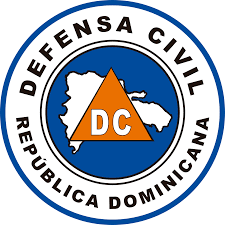 DEFENSA CIVIL
DC
REPÚBLICA DOMINICANA